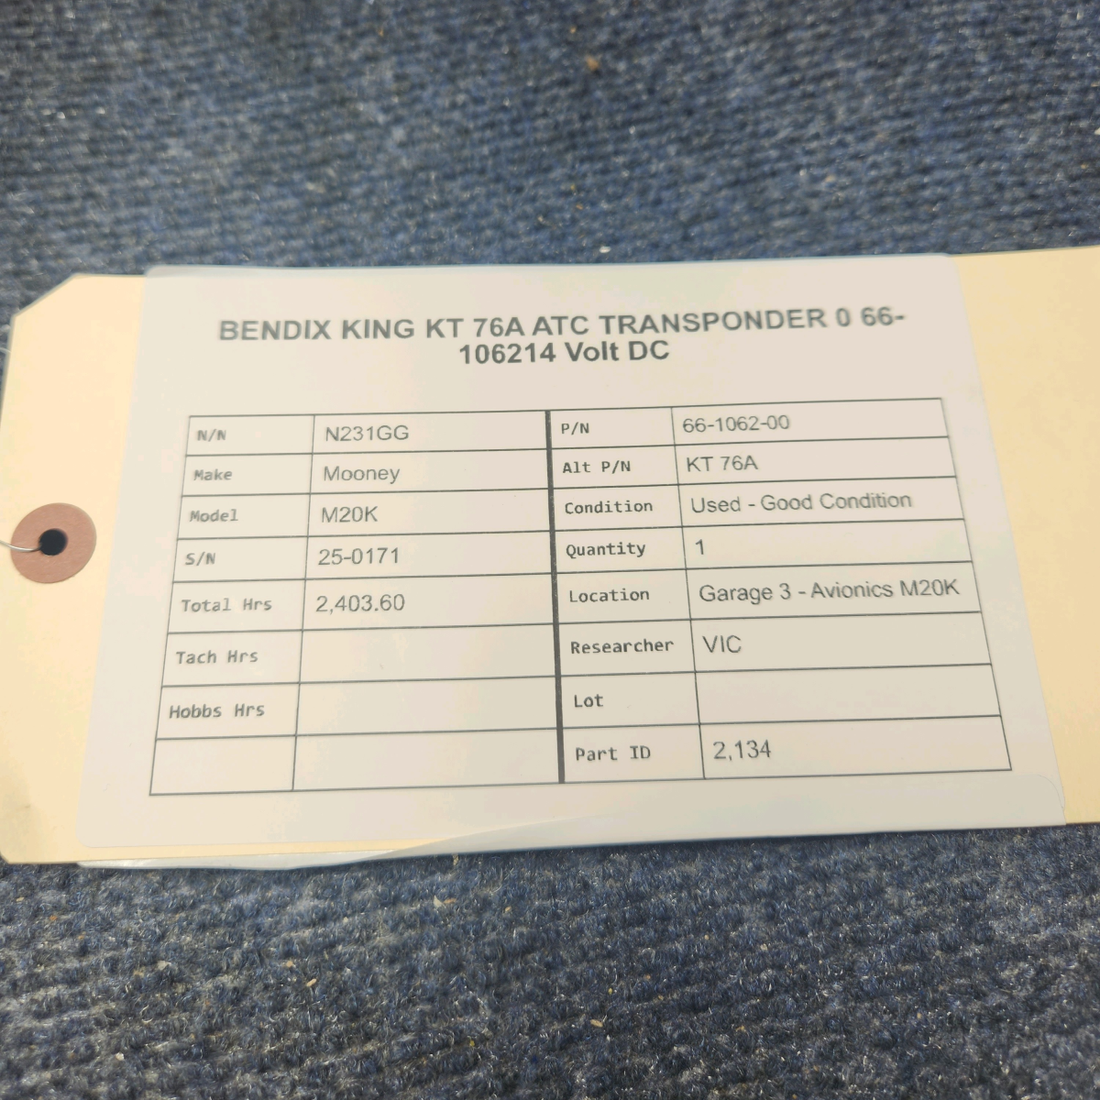 BENDIX KING KT 76A ATC TRANSPONDER 0 66-
106214 Volt DC
N/N N231GG P/N 66-1062-00
Make Mooney Alt P/N KT 76A
Model M20K Condition Used - Good Condition
S/N 25-0171 Quantity 1
Total Hrs 2,403.60 Location Garage 3 - Avionics M20K
Tach Hrs Researcher VIC
Hobbs Hrs Lot
Part ID 2,134